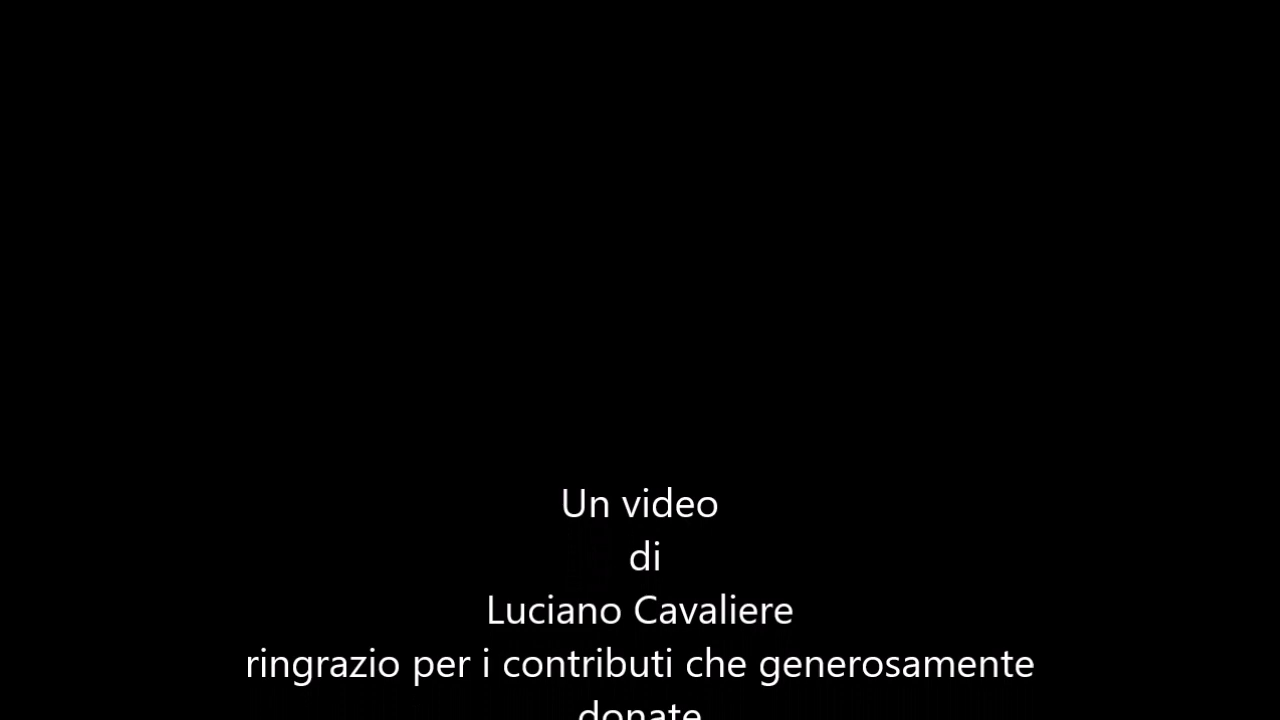 Un video
di
Luciano Cavaliere
ringrazio per i contributi che generosamente
donate